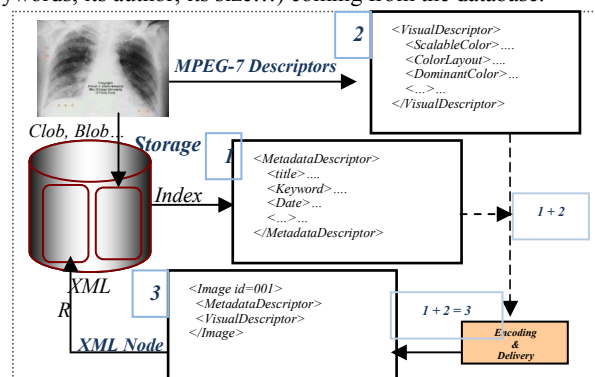 ywords, its author, its size…) coming from the database.
2
<VisualDescriptor>
<ScalableColor>….
<ColorLayout>….
<DominantColor>…
<…>…
</VisualDescriptor>
MPEG-7 Descriptors
Clob, Blob…
Storage
1
<MetadataDescriptor>
<title>….
<Keyword>….
<Date>…
<…>…
</MetadataDescriptor>
Index
1 + 2
XML
R
3
<Image id=001>
<MetadataDescriptor>
<VisualDescriptor>
</Image>
1 + 2 = 3
XML Node
Encoding
&
Delivery